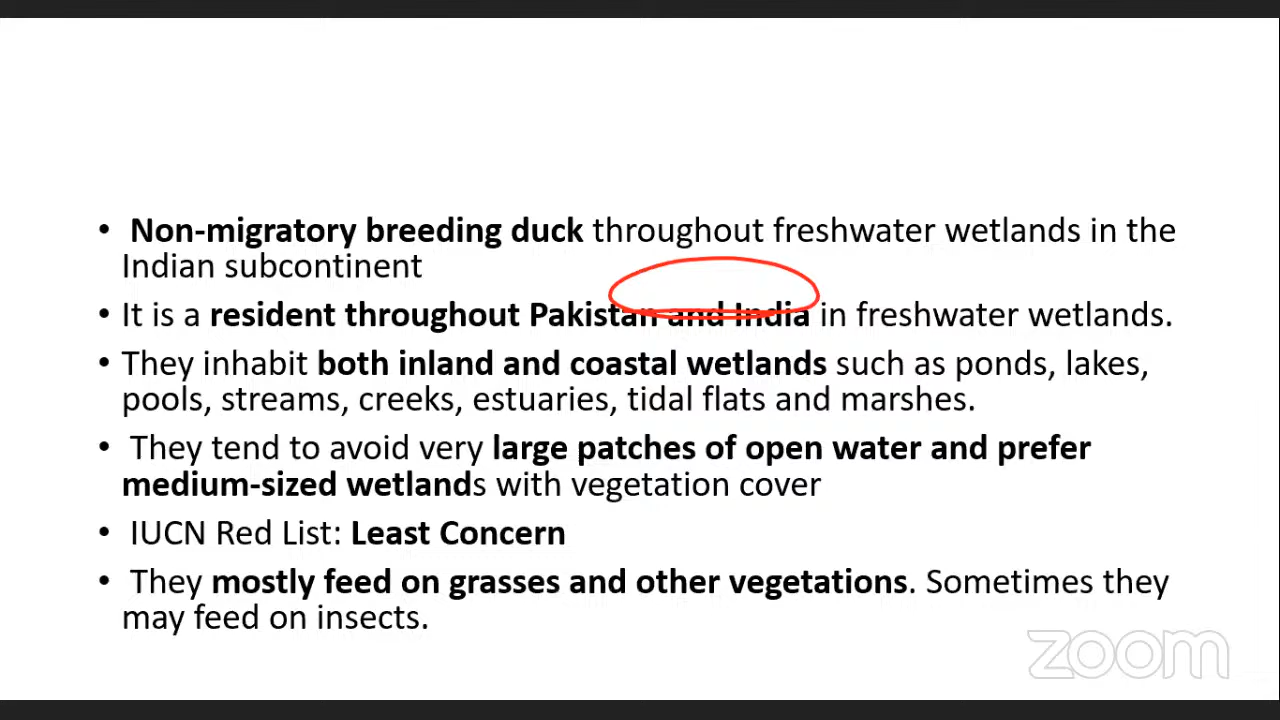 • Non-migratory breeding duck throughout freshwater wetlands in the
Indian subcontinent
• It is a resident throughout Pakistan and India in freshwater wetlands.
• They inhabit both inland and coastal wetlands such as ponds, lakes,
pools, streams, creeks, estuaries, tidal flats and marshes.
• They tend to avoid very large patches of open water and prefer
medium-sized wetlands with vegetation cover
• IUCN Red List: Least Concern
• They mostly feed on grasses and other vegetations. Sometimes they
may feed on insects.
zoom